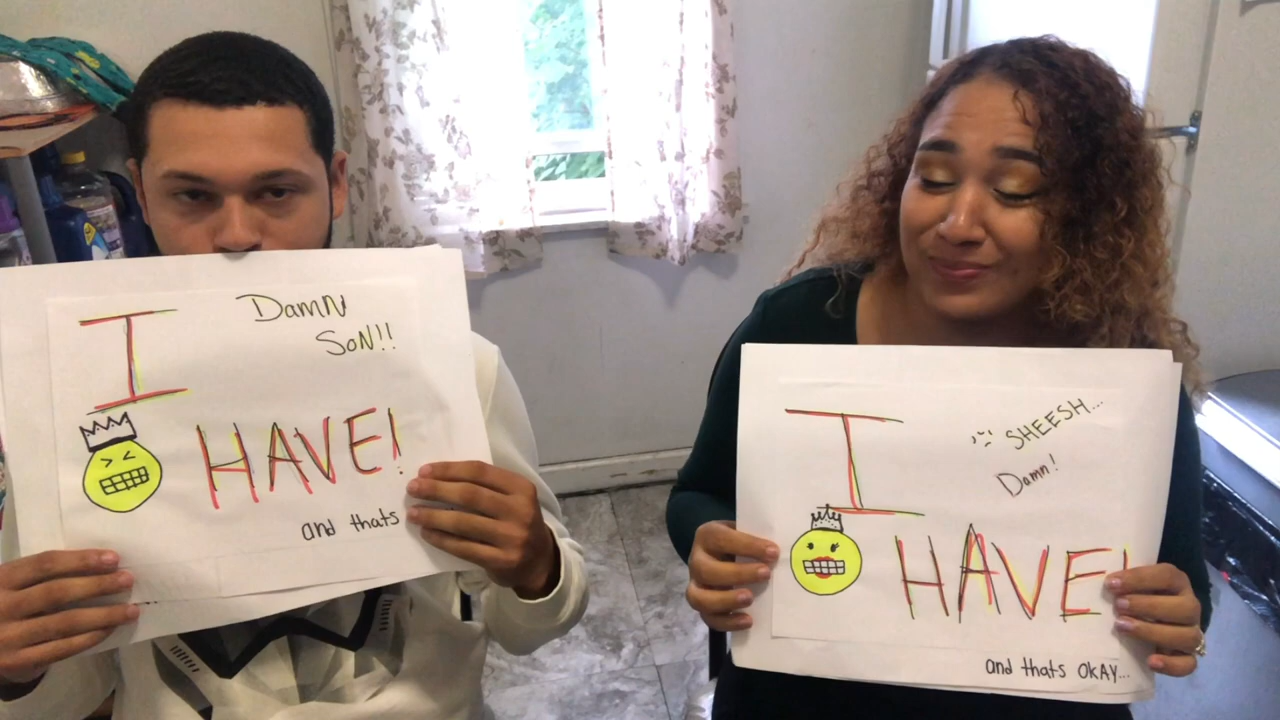 I
Damn
SON!!
HAVE!
and thats
I
SHEESH...
Damn!
HAVE!
and thats OKAY...